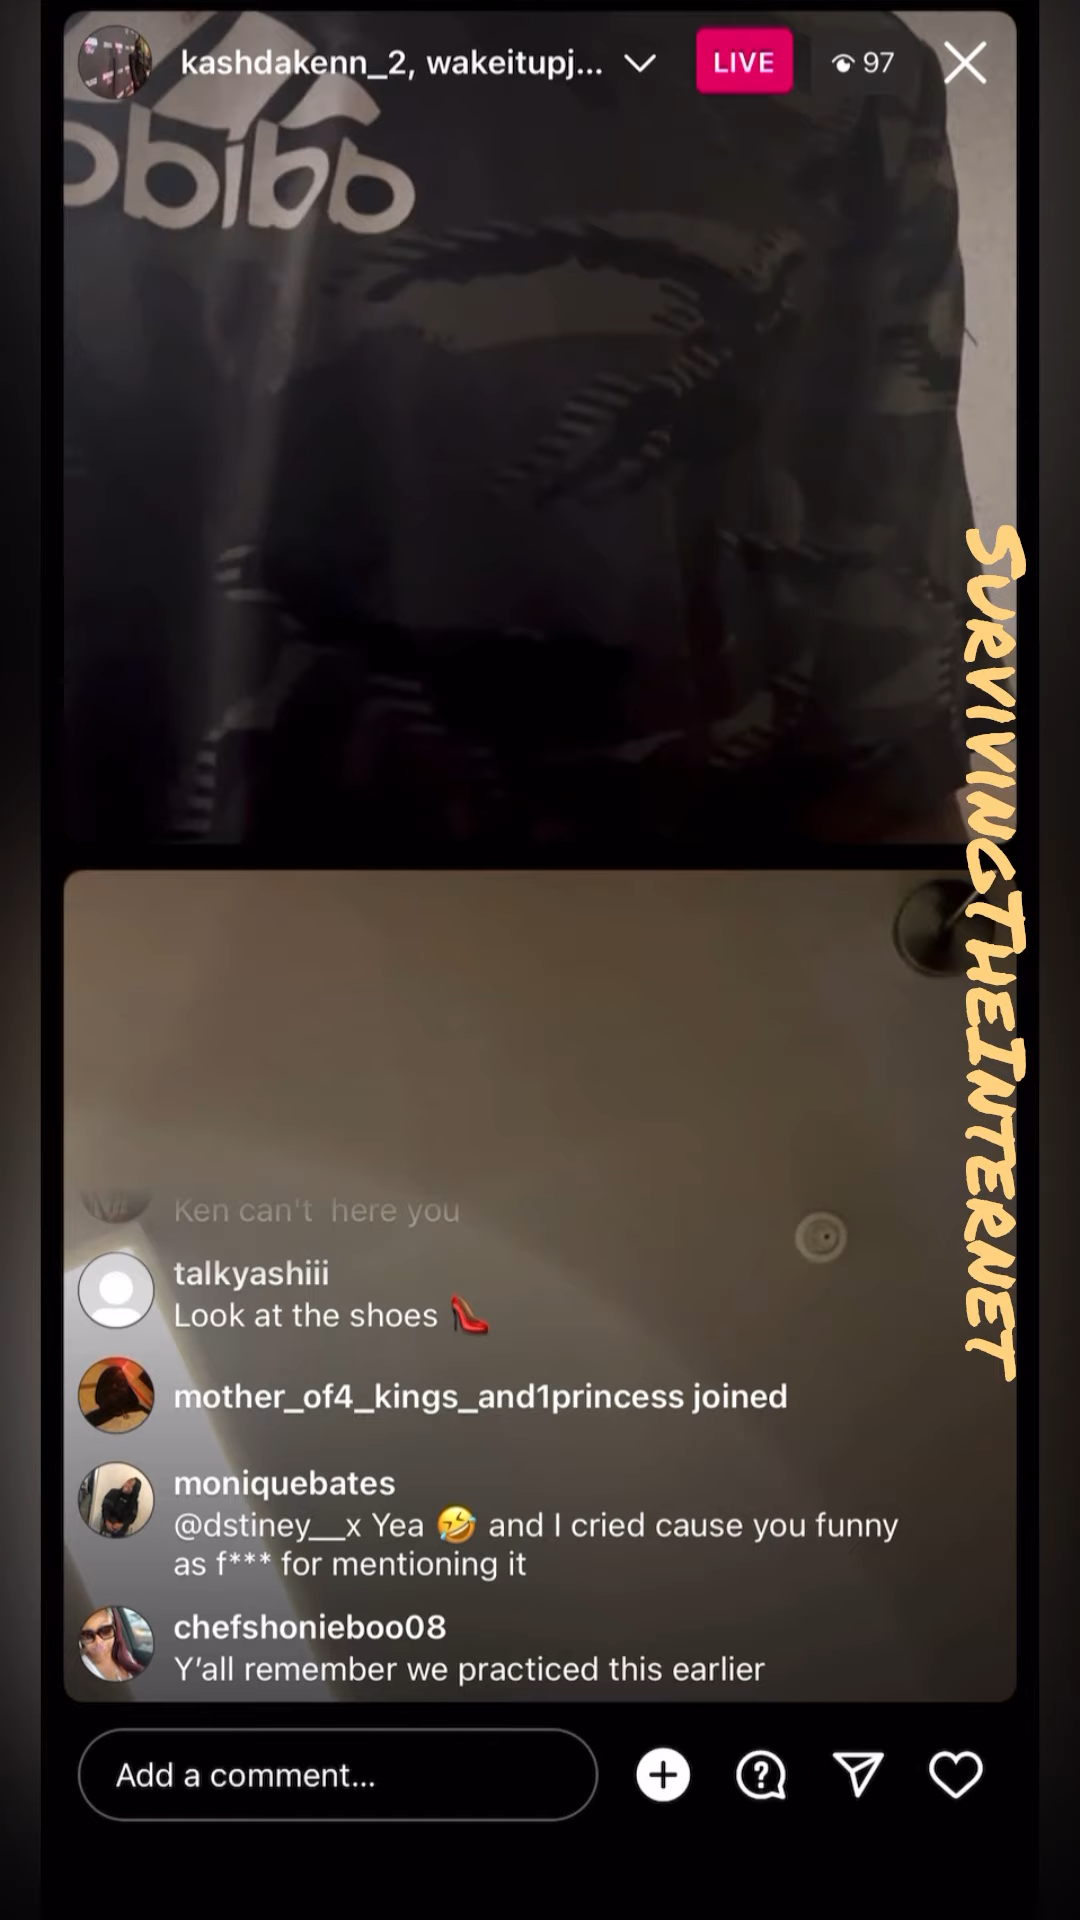 kashdakenn_2, wakeitupj...
LIVE
97
adidas
SURVIVINGTHEINTERNET
Ken can't  here you
talkyashiii
Look at the shoes 👠
mother_of4_kings_and1princess joined
moniquebates
@dstiney__x Yea 🤣 and I cried cause you funny
as f*** for mentioning it
chefshonieboo08
Y'all remember we practiced this earlier
Add a comment...